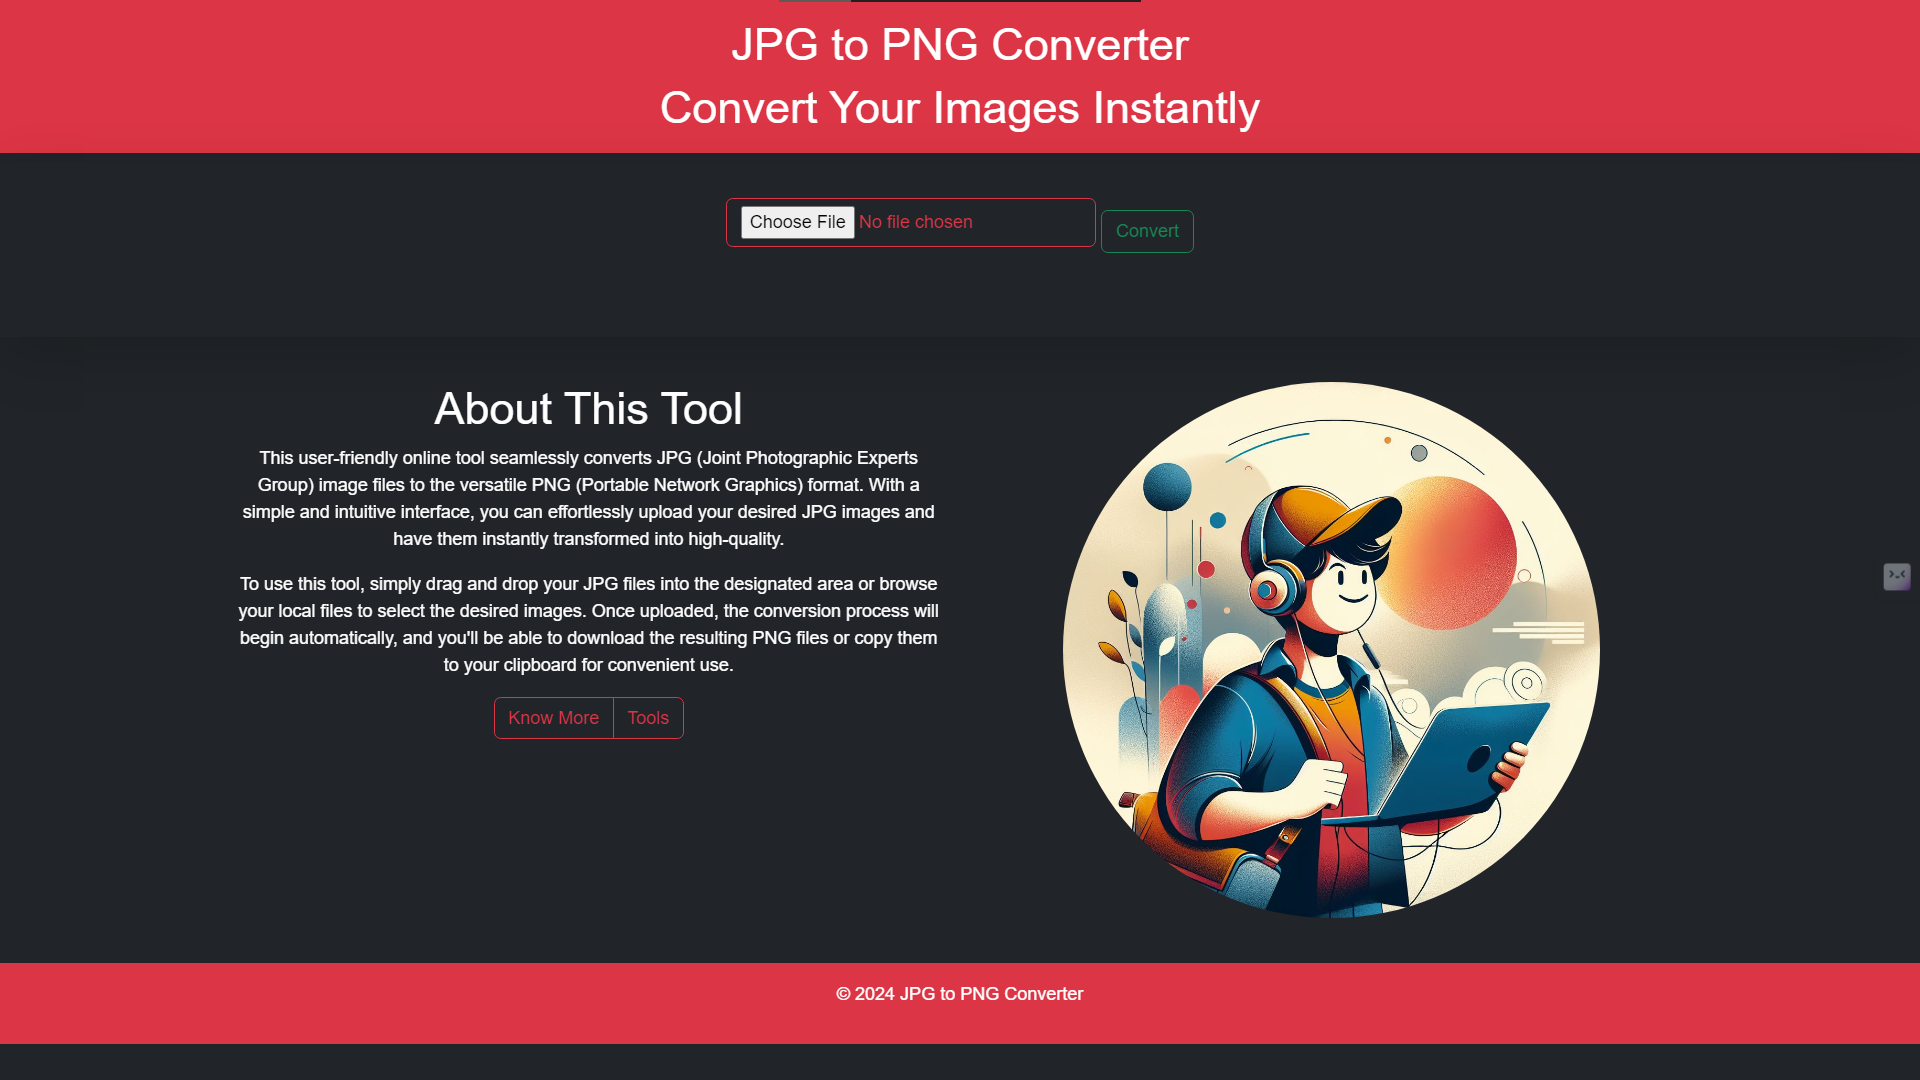 JPG to PNG Converter
Convert Your Images Instantly
Choose File No file chosen
Convert
About This Tool
This user-friendly online tool seamlessly converts JPG (Joint Photographic Experts
Group) image files to the versatile PNG (Portable Network Graphics) format. With a
simple and intuitive interface, you can effortlessly upload your desired JPG images and
have them instantly transformed into high-quality.
To use this tool, simply drag and drop your JPG files into the designated area or browse
your local files to select the desired images. Once uploaded, the conversion process will
begin automatically, and you'll be able to download the resulting PNG files or copy them
to your clipboard for convenient use.
Know More
Tools
© 2024 JPG to PNG Converter